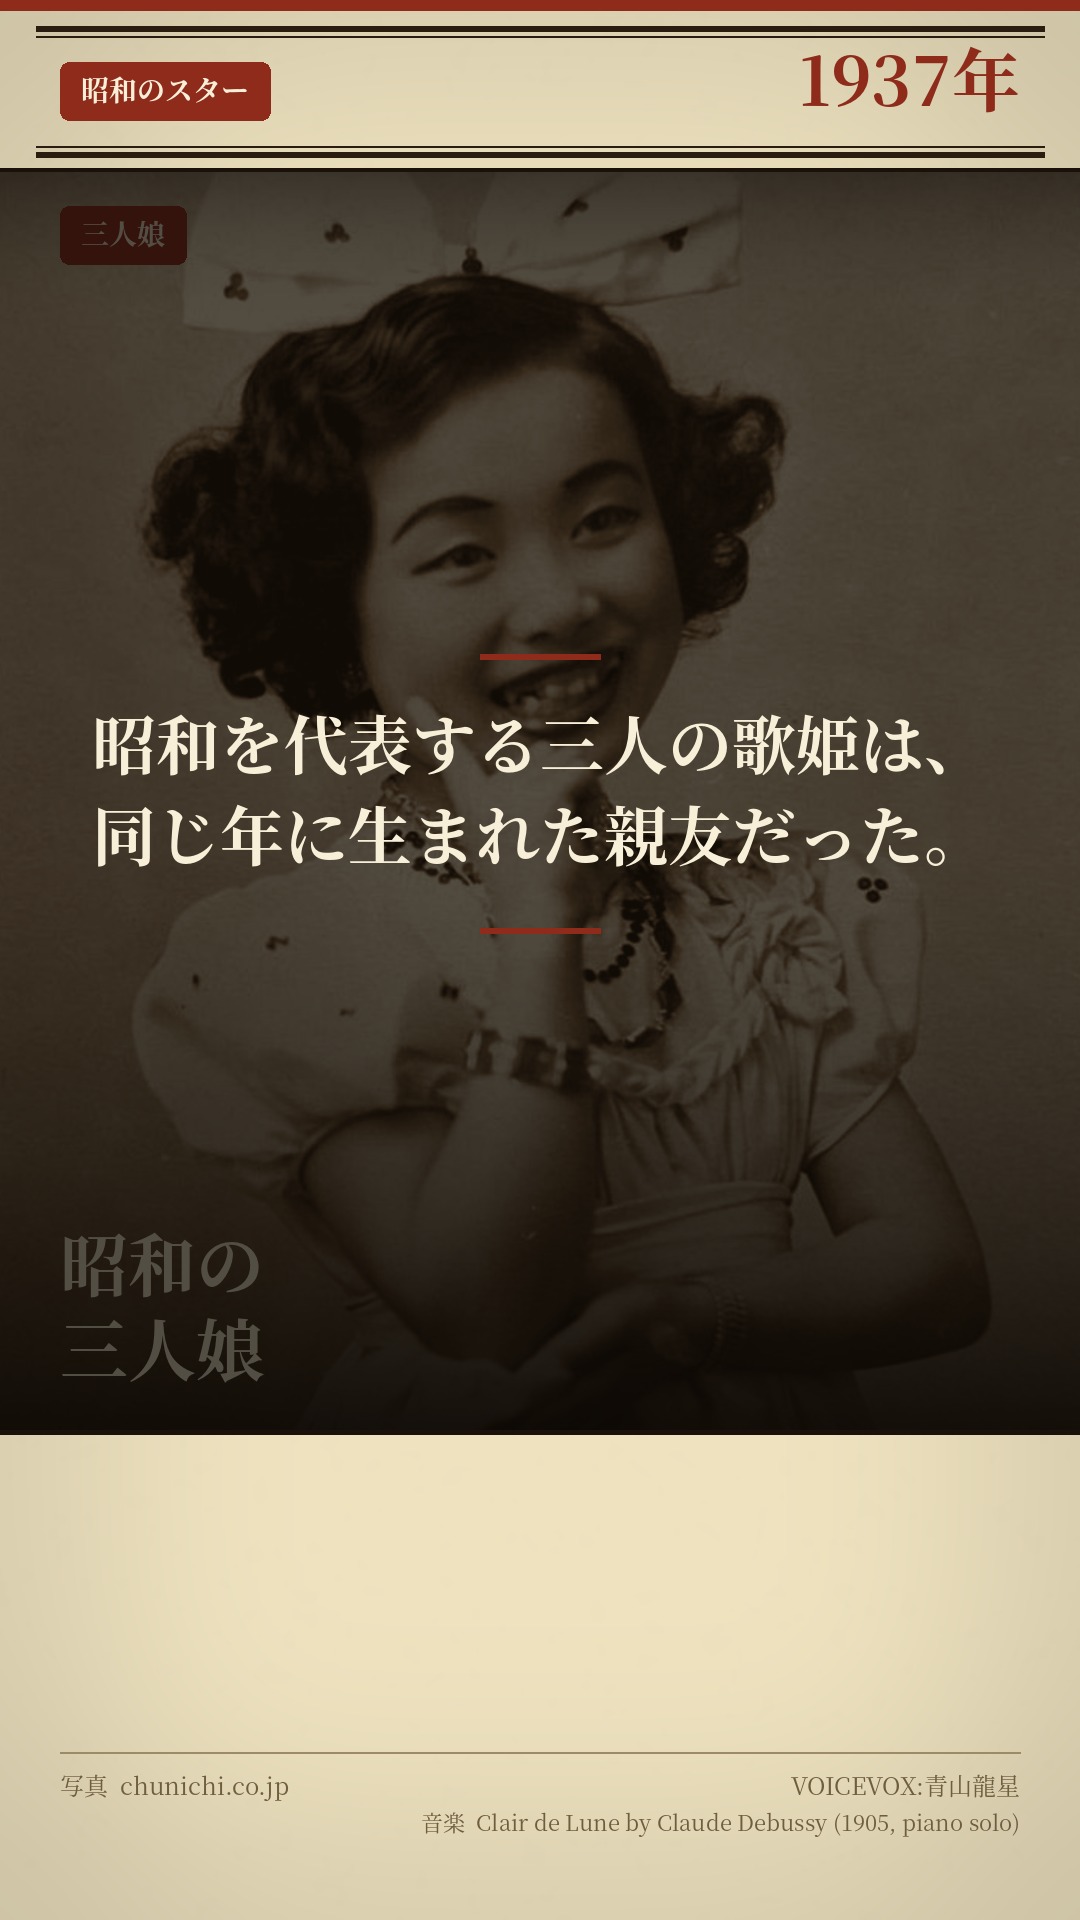 昭和のスター
1937年
三人娘
昭和を代表する三人の歌姫は、
同じ年に生まれた親友だった。
昭和の
三人娘
写真 chunichi.co.jp
VOICEVOX:青山龍星
音楽 Clair de Lune by Claude Debussy (1905, piano solo)